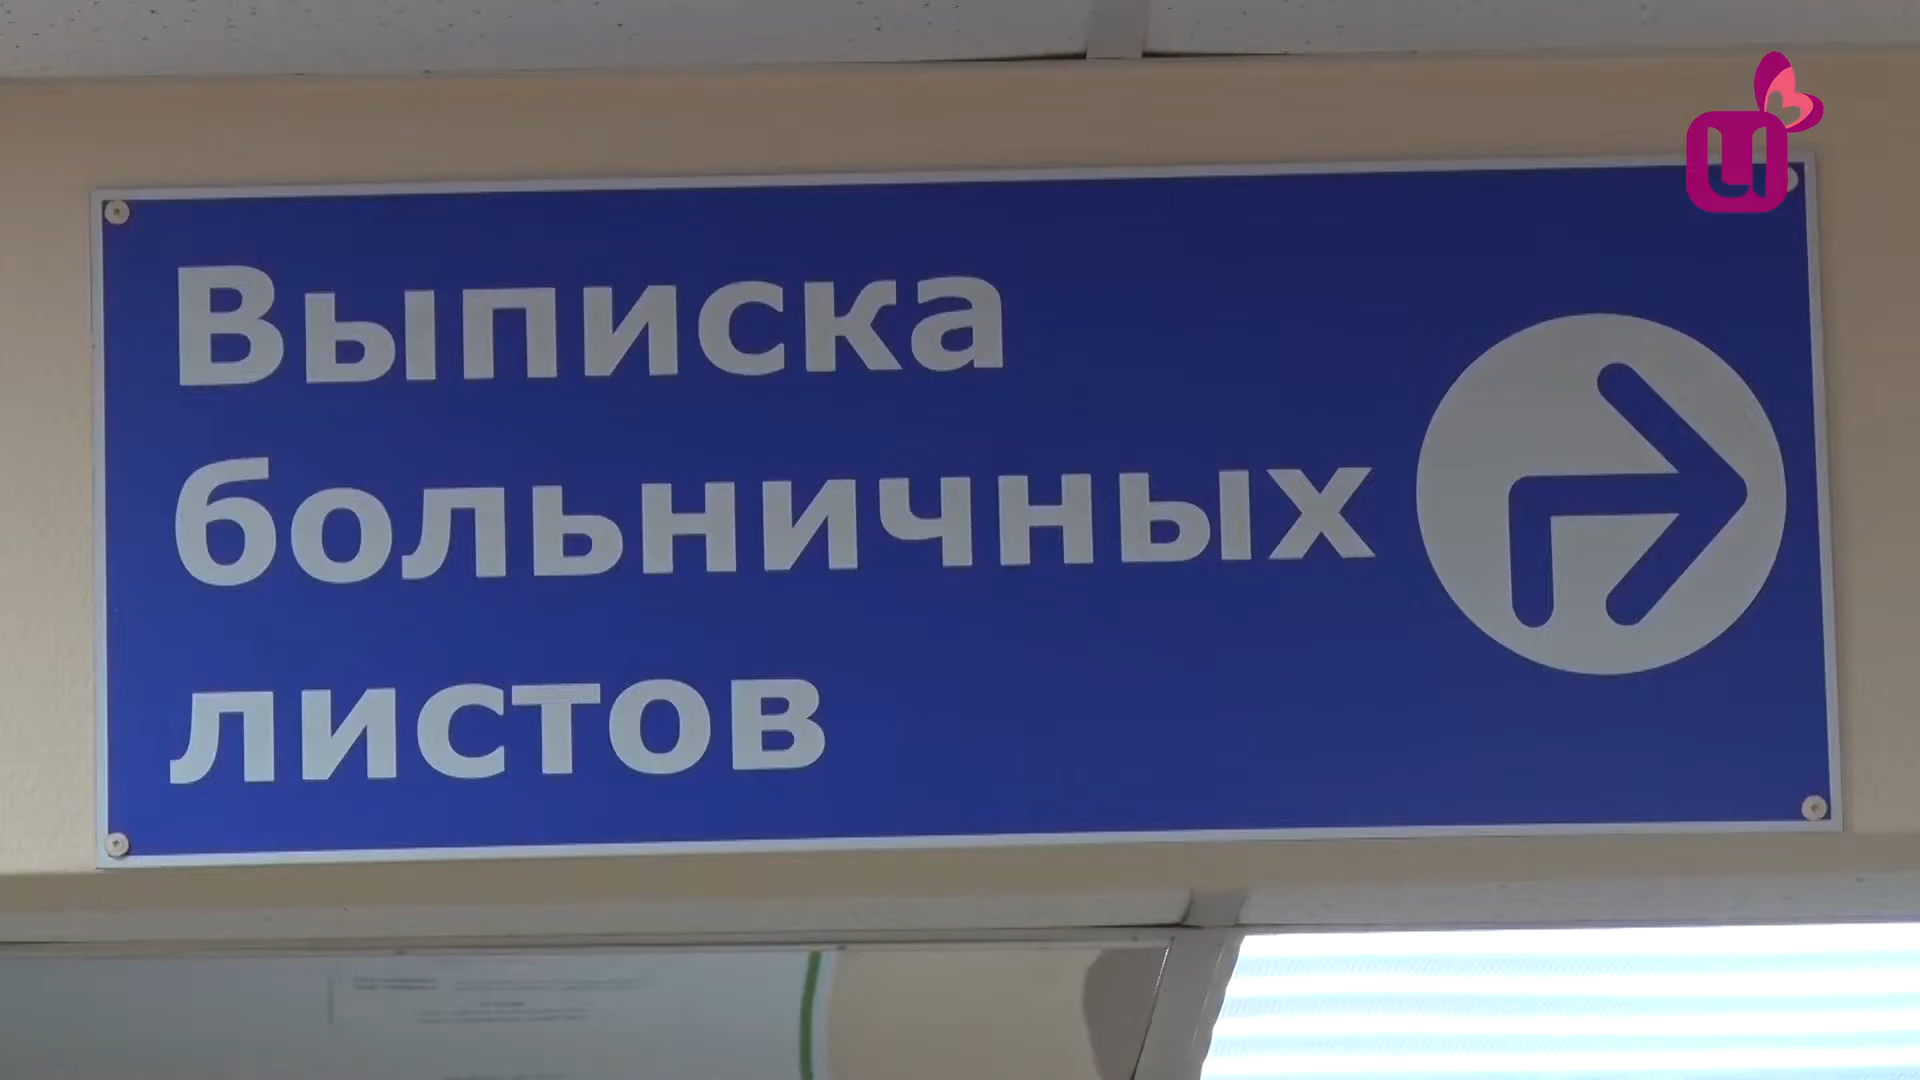 Выписка
больничных
листов